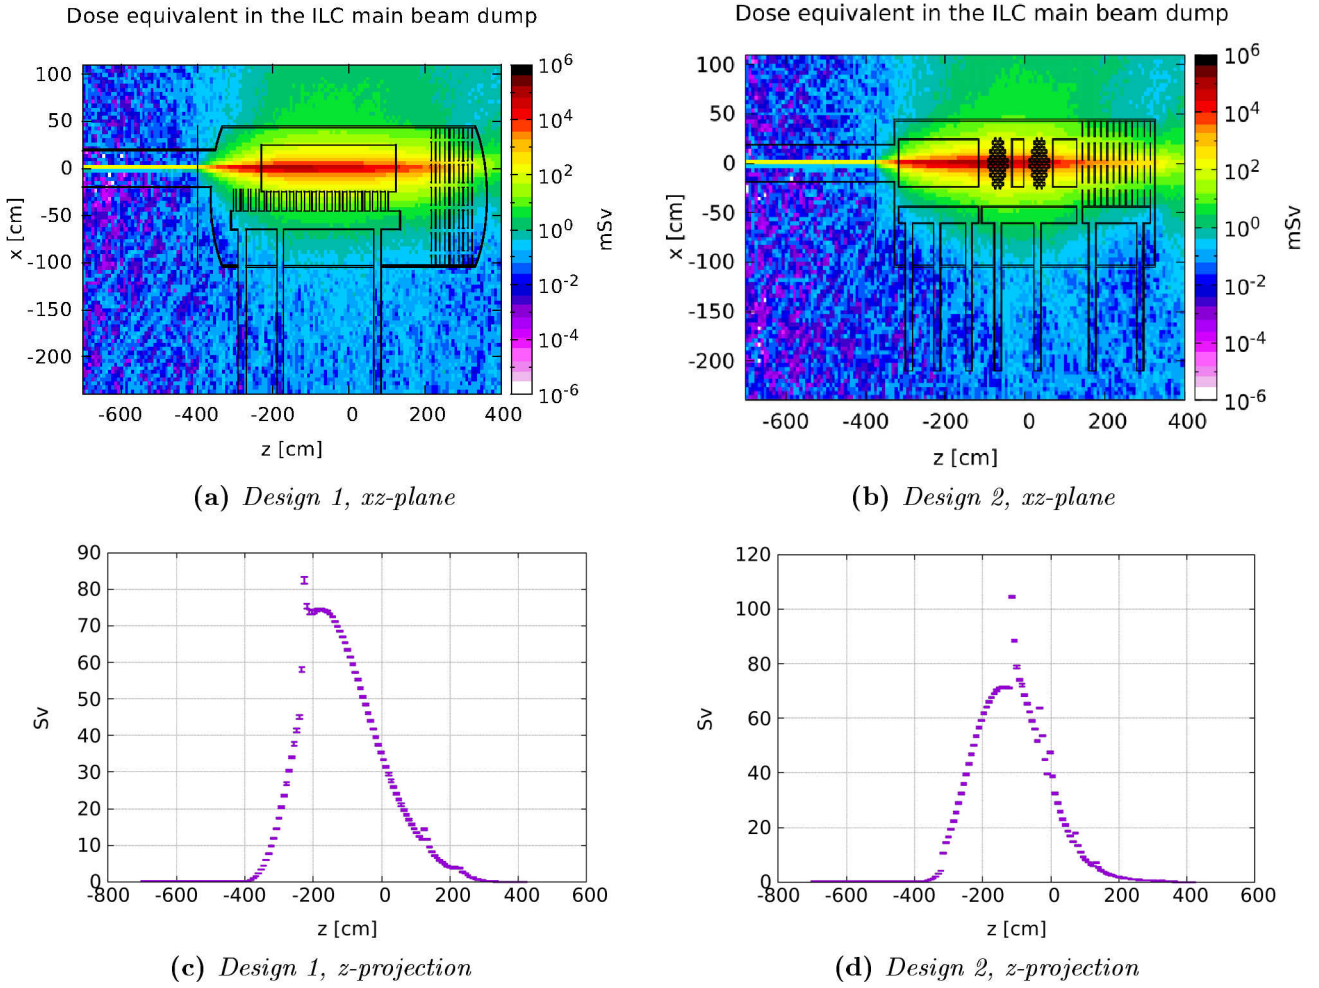 Dose equivalent in the ILC main beam dump
100
50
0
-50
-100
-150
-200
x [cm]
-600 -400 -200 0 200 400
z [cm]
10^6
10^4
10^2
10^0
10^-2
10^-4
10^-6
mSv
(a) Design 1, xz-plane
Dose equivalent in the ILC main beam dump
100
50
0
-50
-100
-150
-200
x [cm]
-600 -400 -200 0 200 400
z [cm]
10^6
10^4
10^2
10^0
10^-2
10^-4
10^-6
mSv
(b) Design 2, xz-plane
90
80
70
60
50
40
30
20
10
0
Sv
-800 -600 -400 -200 0 200 400 600
z [cm]
(c) Design 1, z-projection
120
100
80
60
40
20
0
Sv
-800 -600 -400 -200 0 200 400 600
z [cm]
(d) Design 2, z-projection